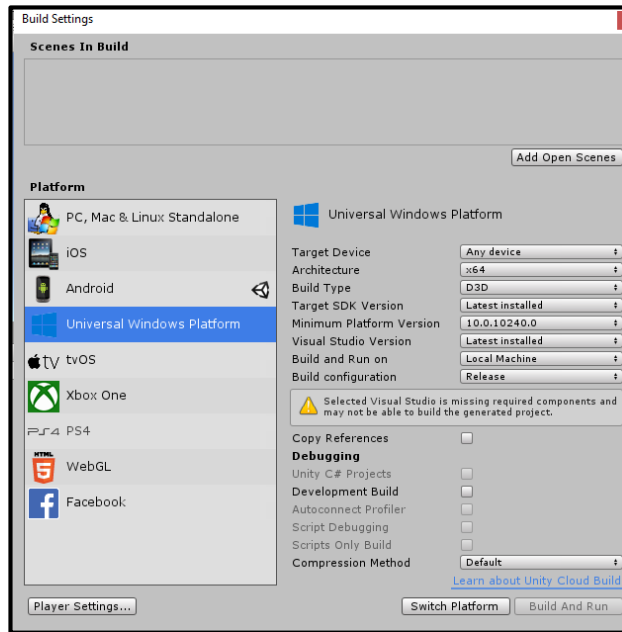 Build Settings
Scenes In Build
Add Open Scenes
Platform
PC, Mac & Linux Standalone
iOS
Android
Universal Windows Platform
tv tvOS
Xbox One
PS4 PS4
HTML
5
WebGL
f Facebook
Universal Windows Platform
Target Device Any device
Architecture x64
Build Type D3D
Target SDK Version Latest installed
Minimum Platform Version 10.0.10240.0
Visual Studio Version Latest installed
Build and Run on Local Machine
Build configuration Release
Selected Visual Studio is missing required components and
may not be able to build the generated project.
Copy References
Debugging
Unity C# Projects
Development Build
Autoconnect Profiler
Script Debugging
Scripts Only Build
Compression Method Default
Learn about Unity Cloud Build
Player Settings... Switch Platform Build And Run